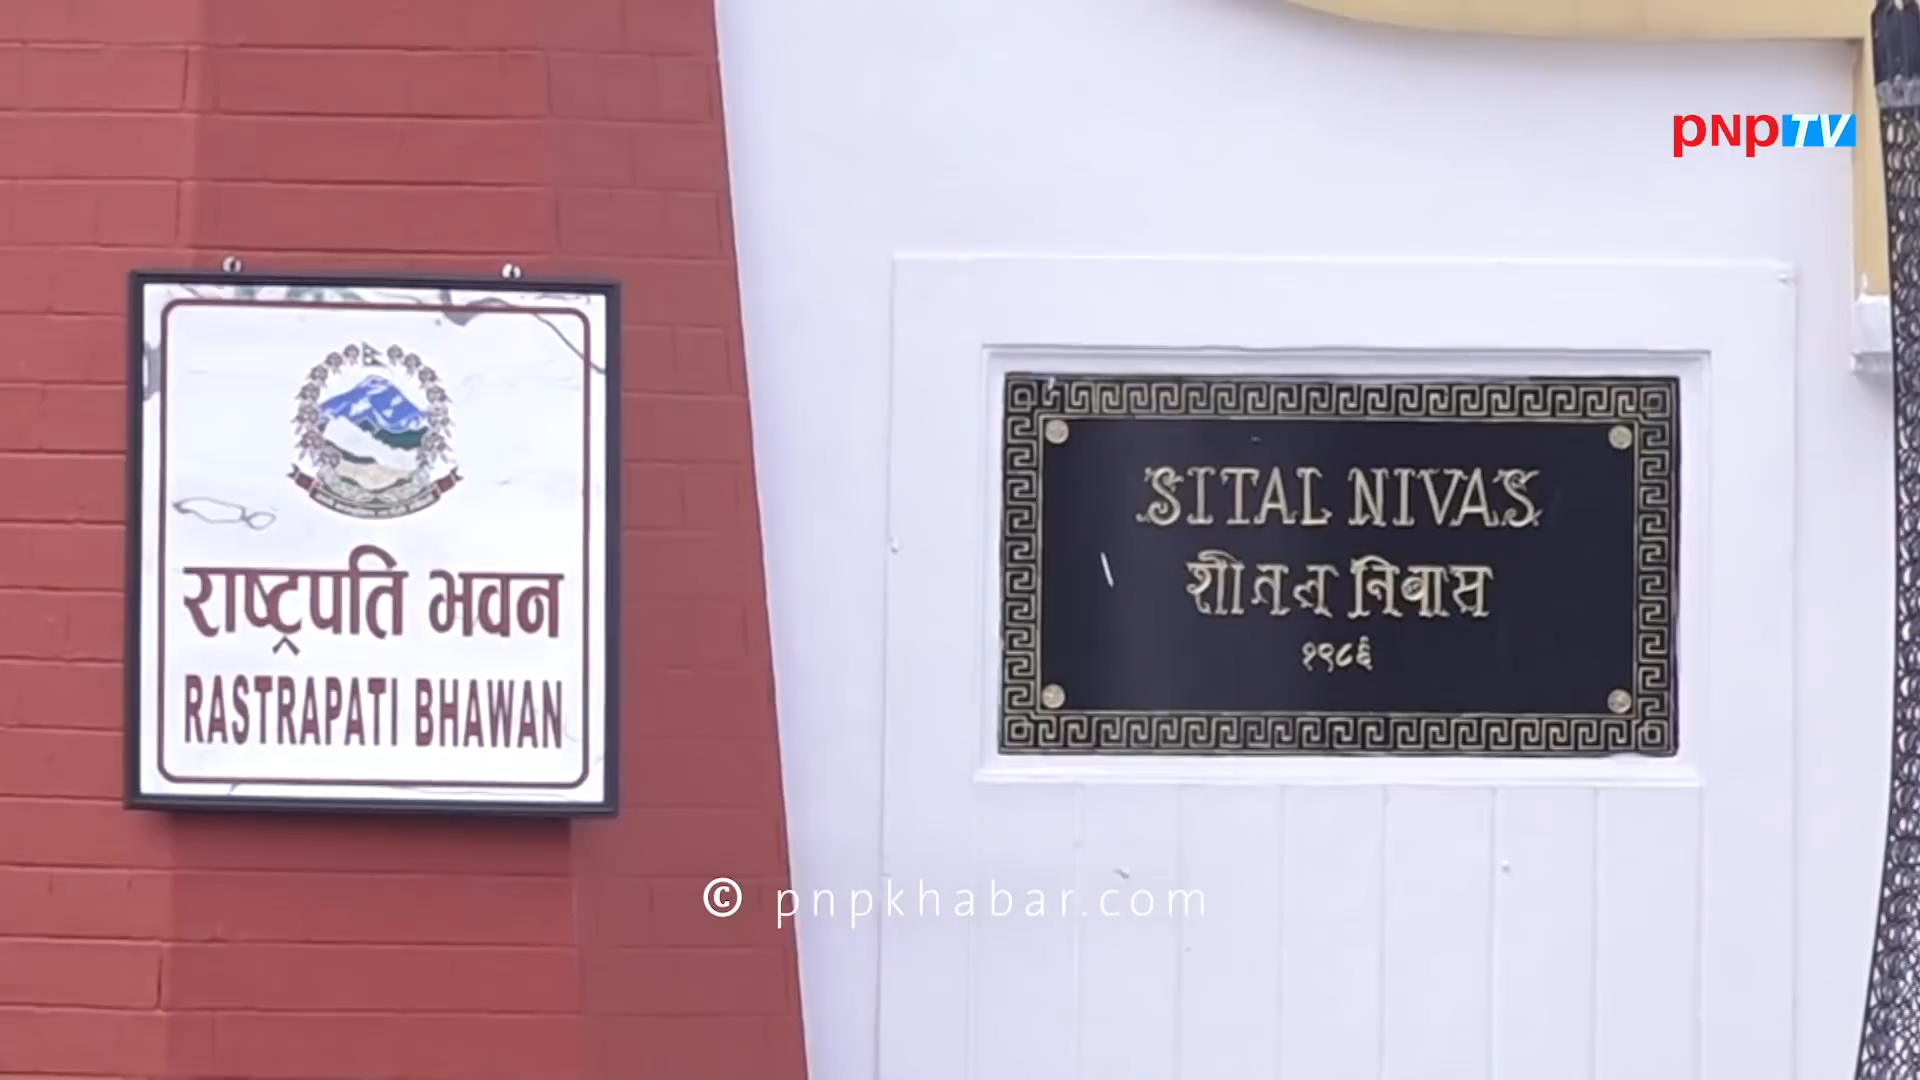 pnpTV
राष्ट्रपति भवन
RASTRAPATI BHAWAN
SITAL NIVAS
शीतल निवास
१९८६
© pnpkhabar.com